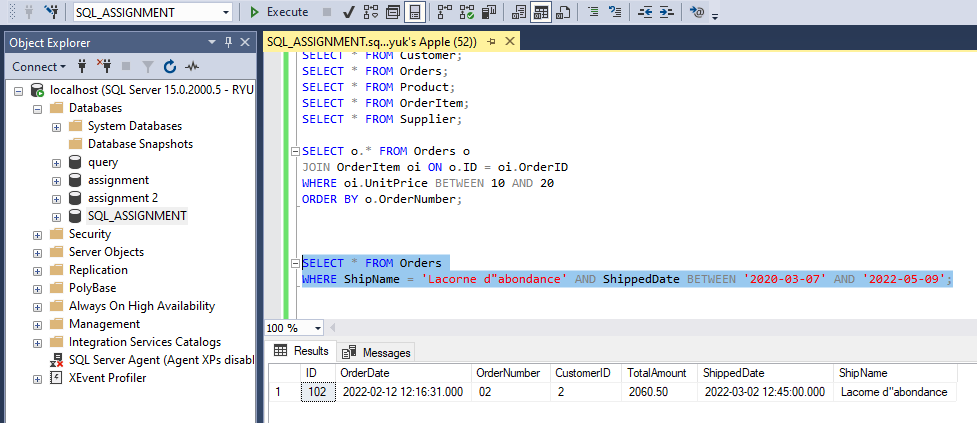 SQL_ASSIGNMENT
Execute
Object Explorer
Connect
localhost (SQL Server 15.0.2000.5 - RYU
Databases
System Databases
Database Snapshots
query
assignment
assignment 2
SQL_ASSIGNMENT
Security
Server Objects
Replication
PolyBase
Always On High Availability
Management
Integration Services Catalogs
SQL Server Agent (Agent XPs disabl
XEvent Profiler
SQL_ASSIGNMENT.sq...yuk's Apple (52))
SELECT * FROM Customer;
SELECT * FROM Orders;
SELECT * FROM Product;
SELECT * FROM OrderItem;
SELECT * FROM Supplier;
SELECT o.* FROM Orders o
JOIN OrderItem oi ON o.ID = oi.OrderID
WHERE oi.UnitPrice BETWEEN 10 AND 20
ORDER BY o.OrderNumber;
SELECT * FROM Orders
WHERE ShipName = 'Lacorne d"abondance' AND ShippedDate BETWEEN '2020-03-07' AND '2022-05-09';
100 %
Results Messages
ID OrderDate OrderNumber CustomerID TotalAmount ShippedDate ShipName
1 102 2022-02-12 12:16:31.000 02 2 2060.50 2022-03-02 12:45:00.000 Lacorne d"abondance